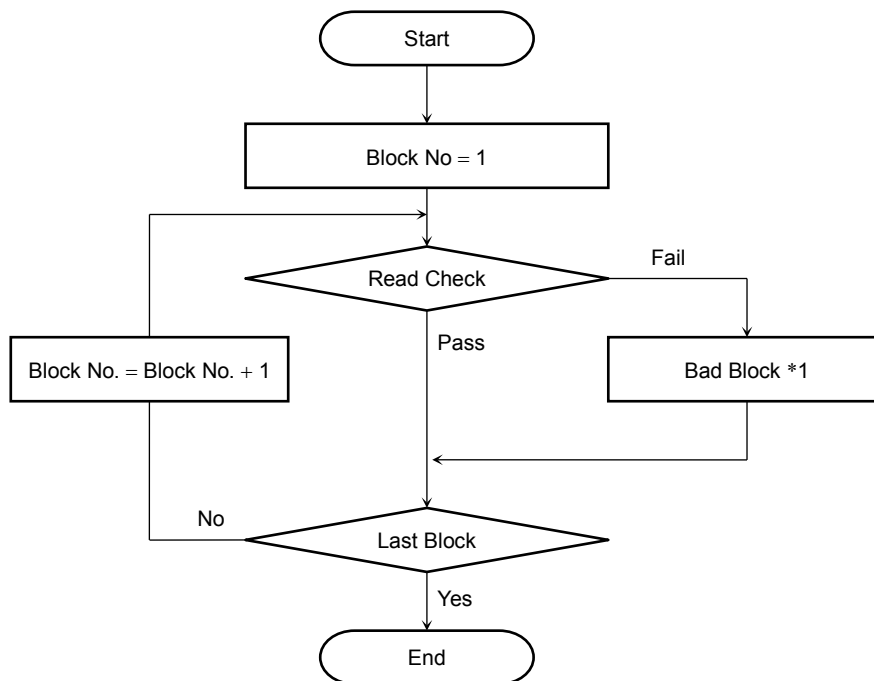 Start
Block No = 1
Read Check
Fail
Pass
Block No. = Block No. + 1
Bad Block *1
No
Last Block
Yes
End